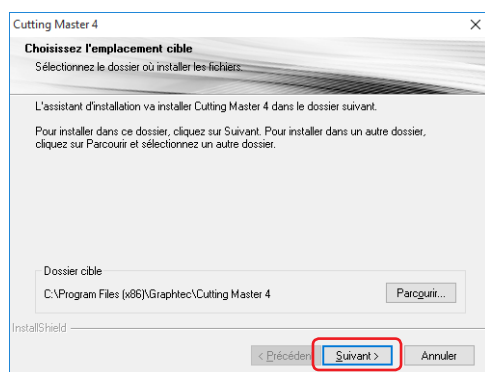 Cutting Master 4
Choisissez l'emplacement cible
Sélectionnez le dossier où installer les fichiers.
L'assistant d'installation va installer Cutting Master 4 dans le dossier suivant.
Pour installer dans ce dossier, cliquez sur Suivant. Pour installer dans un autre dossier,
cliquez sur Parcourir et sélectionnez un autre dossier.
Dossier cible
C:\Program Files (x86)\Graphtec\Cutting Master 4 Parcourir...
InstallShield
< Précéden Suivant > Annuler